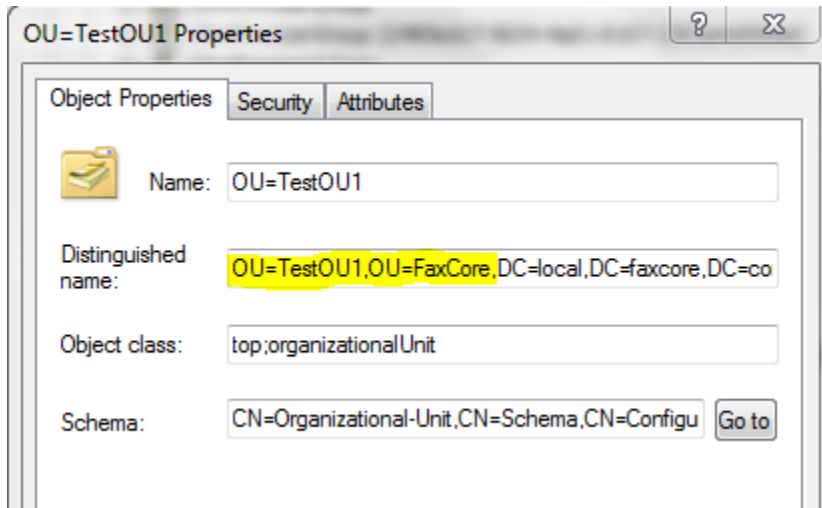 OU=TestOU1 Properties
Object Properties Security Attributes
Name: OU=TestOU1
Distinguished name: OU=TestOU1,OU=FaxCore,DC=local,DC=faxcore,DC=co
Object class: top;organizationalUnit
Schema: CN=Organizational-Unit,CN=Schema,CN=Configu Go to